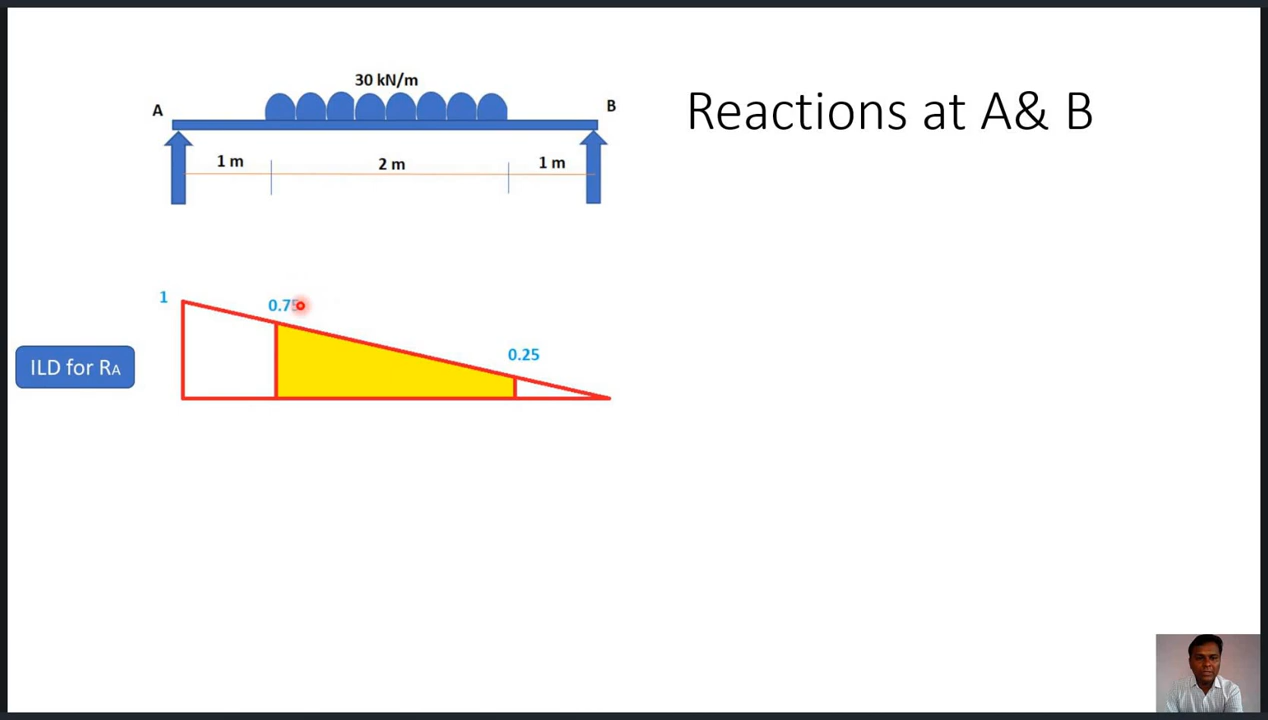 Reactions at A& B
30 kN/m
A
B
1 m
2 m
1 m
1
0.75
0.25
ILD for RA